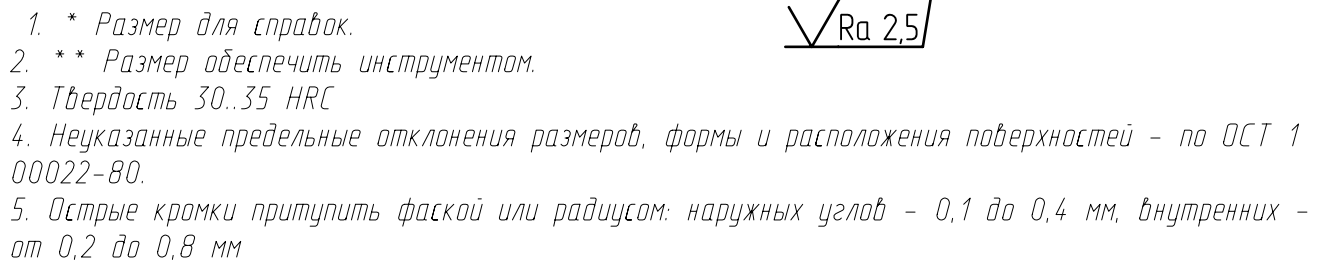 1. * Размер для справок.
Ra 2,5
2. ** Размер обеспечить инструментом.
3. Твердость 30..35 HRC
4. Неуказанные предельные отклонения размеров, формы и расположения поверхностей - по ОСТ 1
00022-80.
5. Острые кромки притупить фаской или радиусом: наружных углов - 0,1 до 0,4 мм, внутренних -
от 0,2 до 0,8 мм